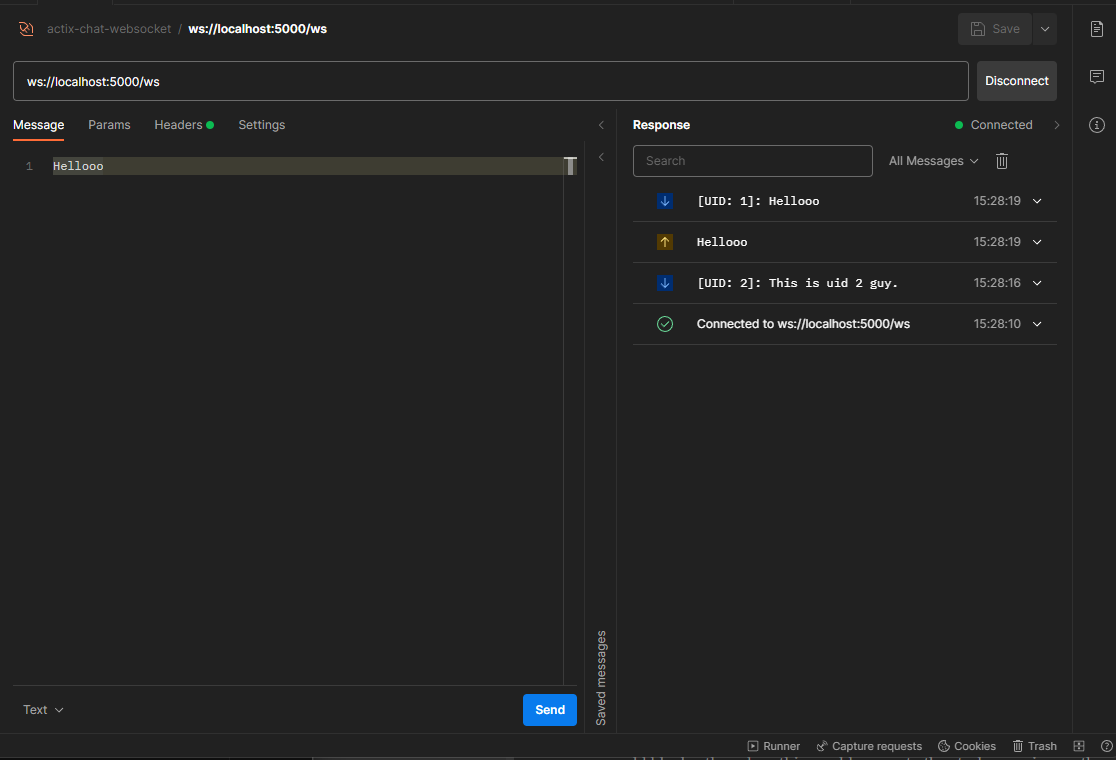 actix-chat-websocket / ws://localhost:5000/ws
Save
ws://localhost:5000/ws
Disconnect
Message Params Headers Settings
1 Hellooo
Text
Send
Saved messages
Response
Connected
Search
All Messages
[UID: 1]: Hellooo 15:28:19
Hellooo 15:28:19
[UID: 2]: This is uid 2 guy. 15:28:16
Connected to ws://localhost:5000/ws 15:28:10
Runner Capture requests Cookies Trash